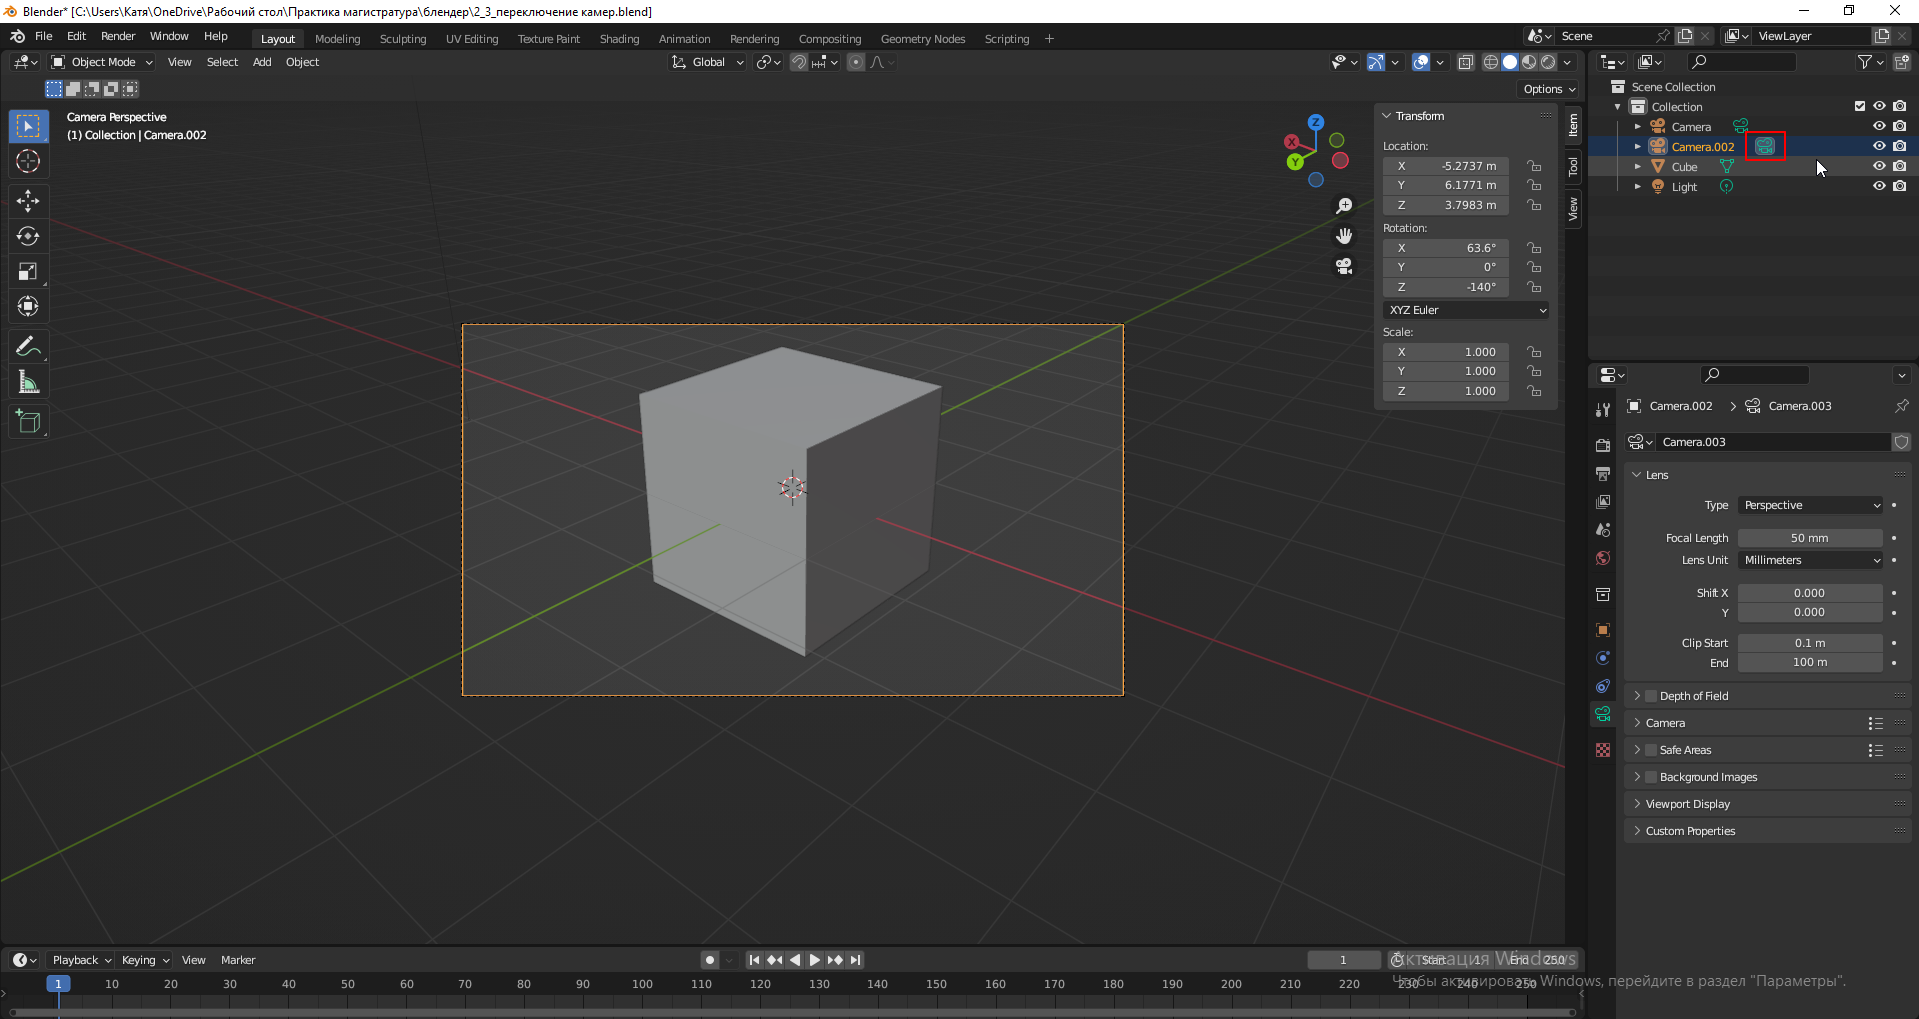 Blender* [C:\Users\Катя\OneDrive\Рабочий стол\Практика магистратура\блендер\2_3_переключение камер.blend]
File Edit Render Window Help Layout Modeling Sculpting UV Editing Texture Paint Shading Animation Rendering Compositing Geometry Nodes Scripting + Scene ViewLayer
Object Mode View Select Add Object Global
Options
Camera Perspective
(1) Collection | Camera.002
Z
X
Y
Transform
Location:
X -5.2737 m
Y 6.1771 m
Z 3.7983 m
Rotation:
X 63.6°
Y 0°
Z -140°
XYZ Euler
Scale:
X 1.000
Y 1.000
Z 1.000
Item
Tool
View
Scene Collection
Collection
Camera
Camera.002
Cube
Light
Camera.002 > Camera.003
Camera.003
Lens
Type Perspective
Focal Length 50 mm
Lens Unit Millimeters
Shift X 0.000
Y 0.000
Clip Start 0.1 m
End 100 m
Depth of Field
Camera
Safe Areas
Background Images
Viewport Display
Custom Properties
Playback Keying View Marker 1 Start 1 End 250
1 10 20 30 40 50 60 70 80 90 100 110 120 130 140 150 160 170 180 190 200 210 220 230 240 250
Активация Windows
Чтобы активировать Windows, перейдите в раздел "Параметры".